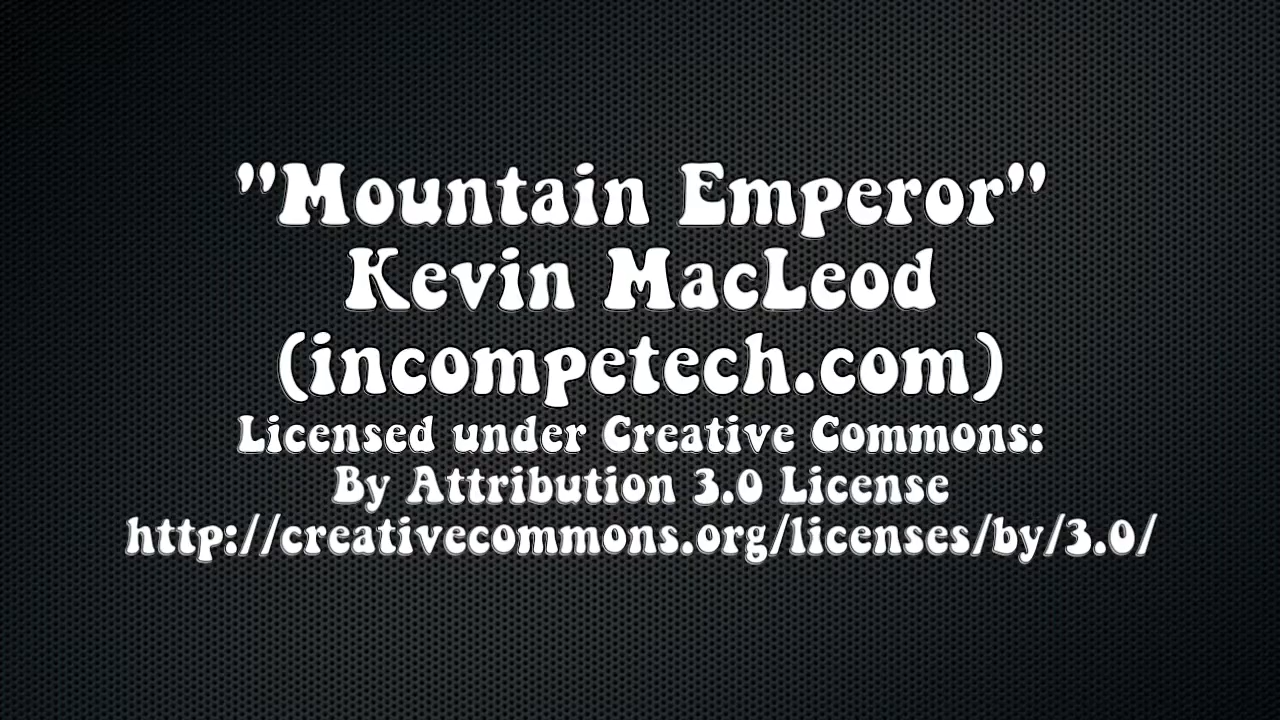 "Mountain Emperor"
Kevin MacLeod
(incompetech.com)
Licensed under Creative Commons:
By Attribution 3.0 License
http://creativecommons.org/licenses/by/3.0/